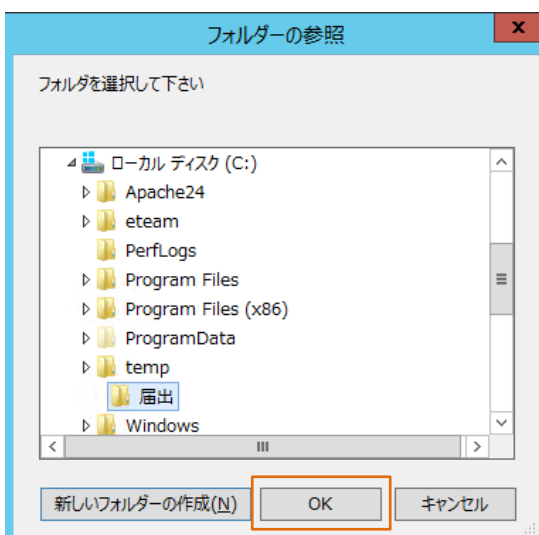 フォルダーの参照
x
フォルダを選択して下さい
ローカル ディスク (C:)
Apache24
eteam
PerfLogs
Program Files
Program Files (x86)
ProgramData
temp
届出
Windows
新しいフォルダーの作成(N)
OK
キャンセル